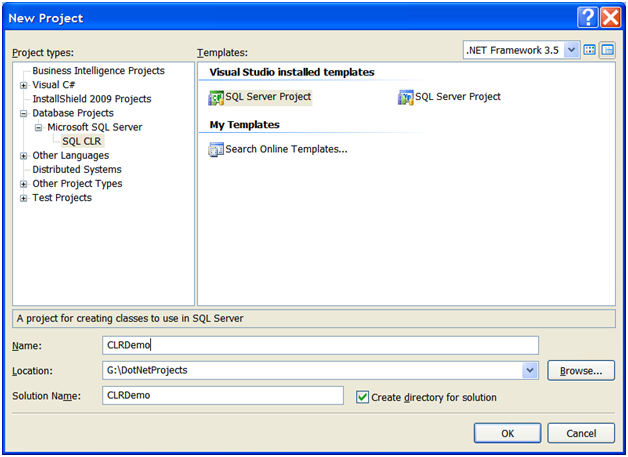 New Project
Project types:
Templates:
.NET Framework 3.5
Business Intelligence Projects
Visual C#
InstallShield 2009 Projects
Database Projects
Microsoft SQL Server
SQL CLR
Other Languages
Distributed Systems
Other Project Types
Test Projects
Visual Studio installed templates
SQL Server Project
SQL Server Project
My Templates
Search Online Templates...
A project for creating classes to use in SQL Server
Name:
CLRDemo
Location:
G:\DotNetProjects
Browse...
Solution Name:
CLRDemo
Create directory for solution
OK
Cancel